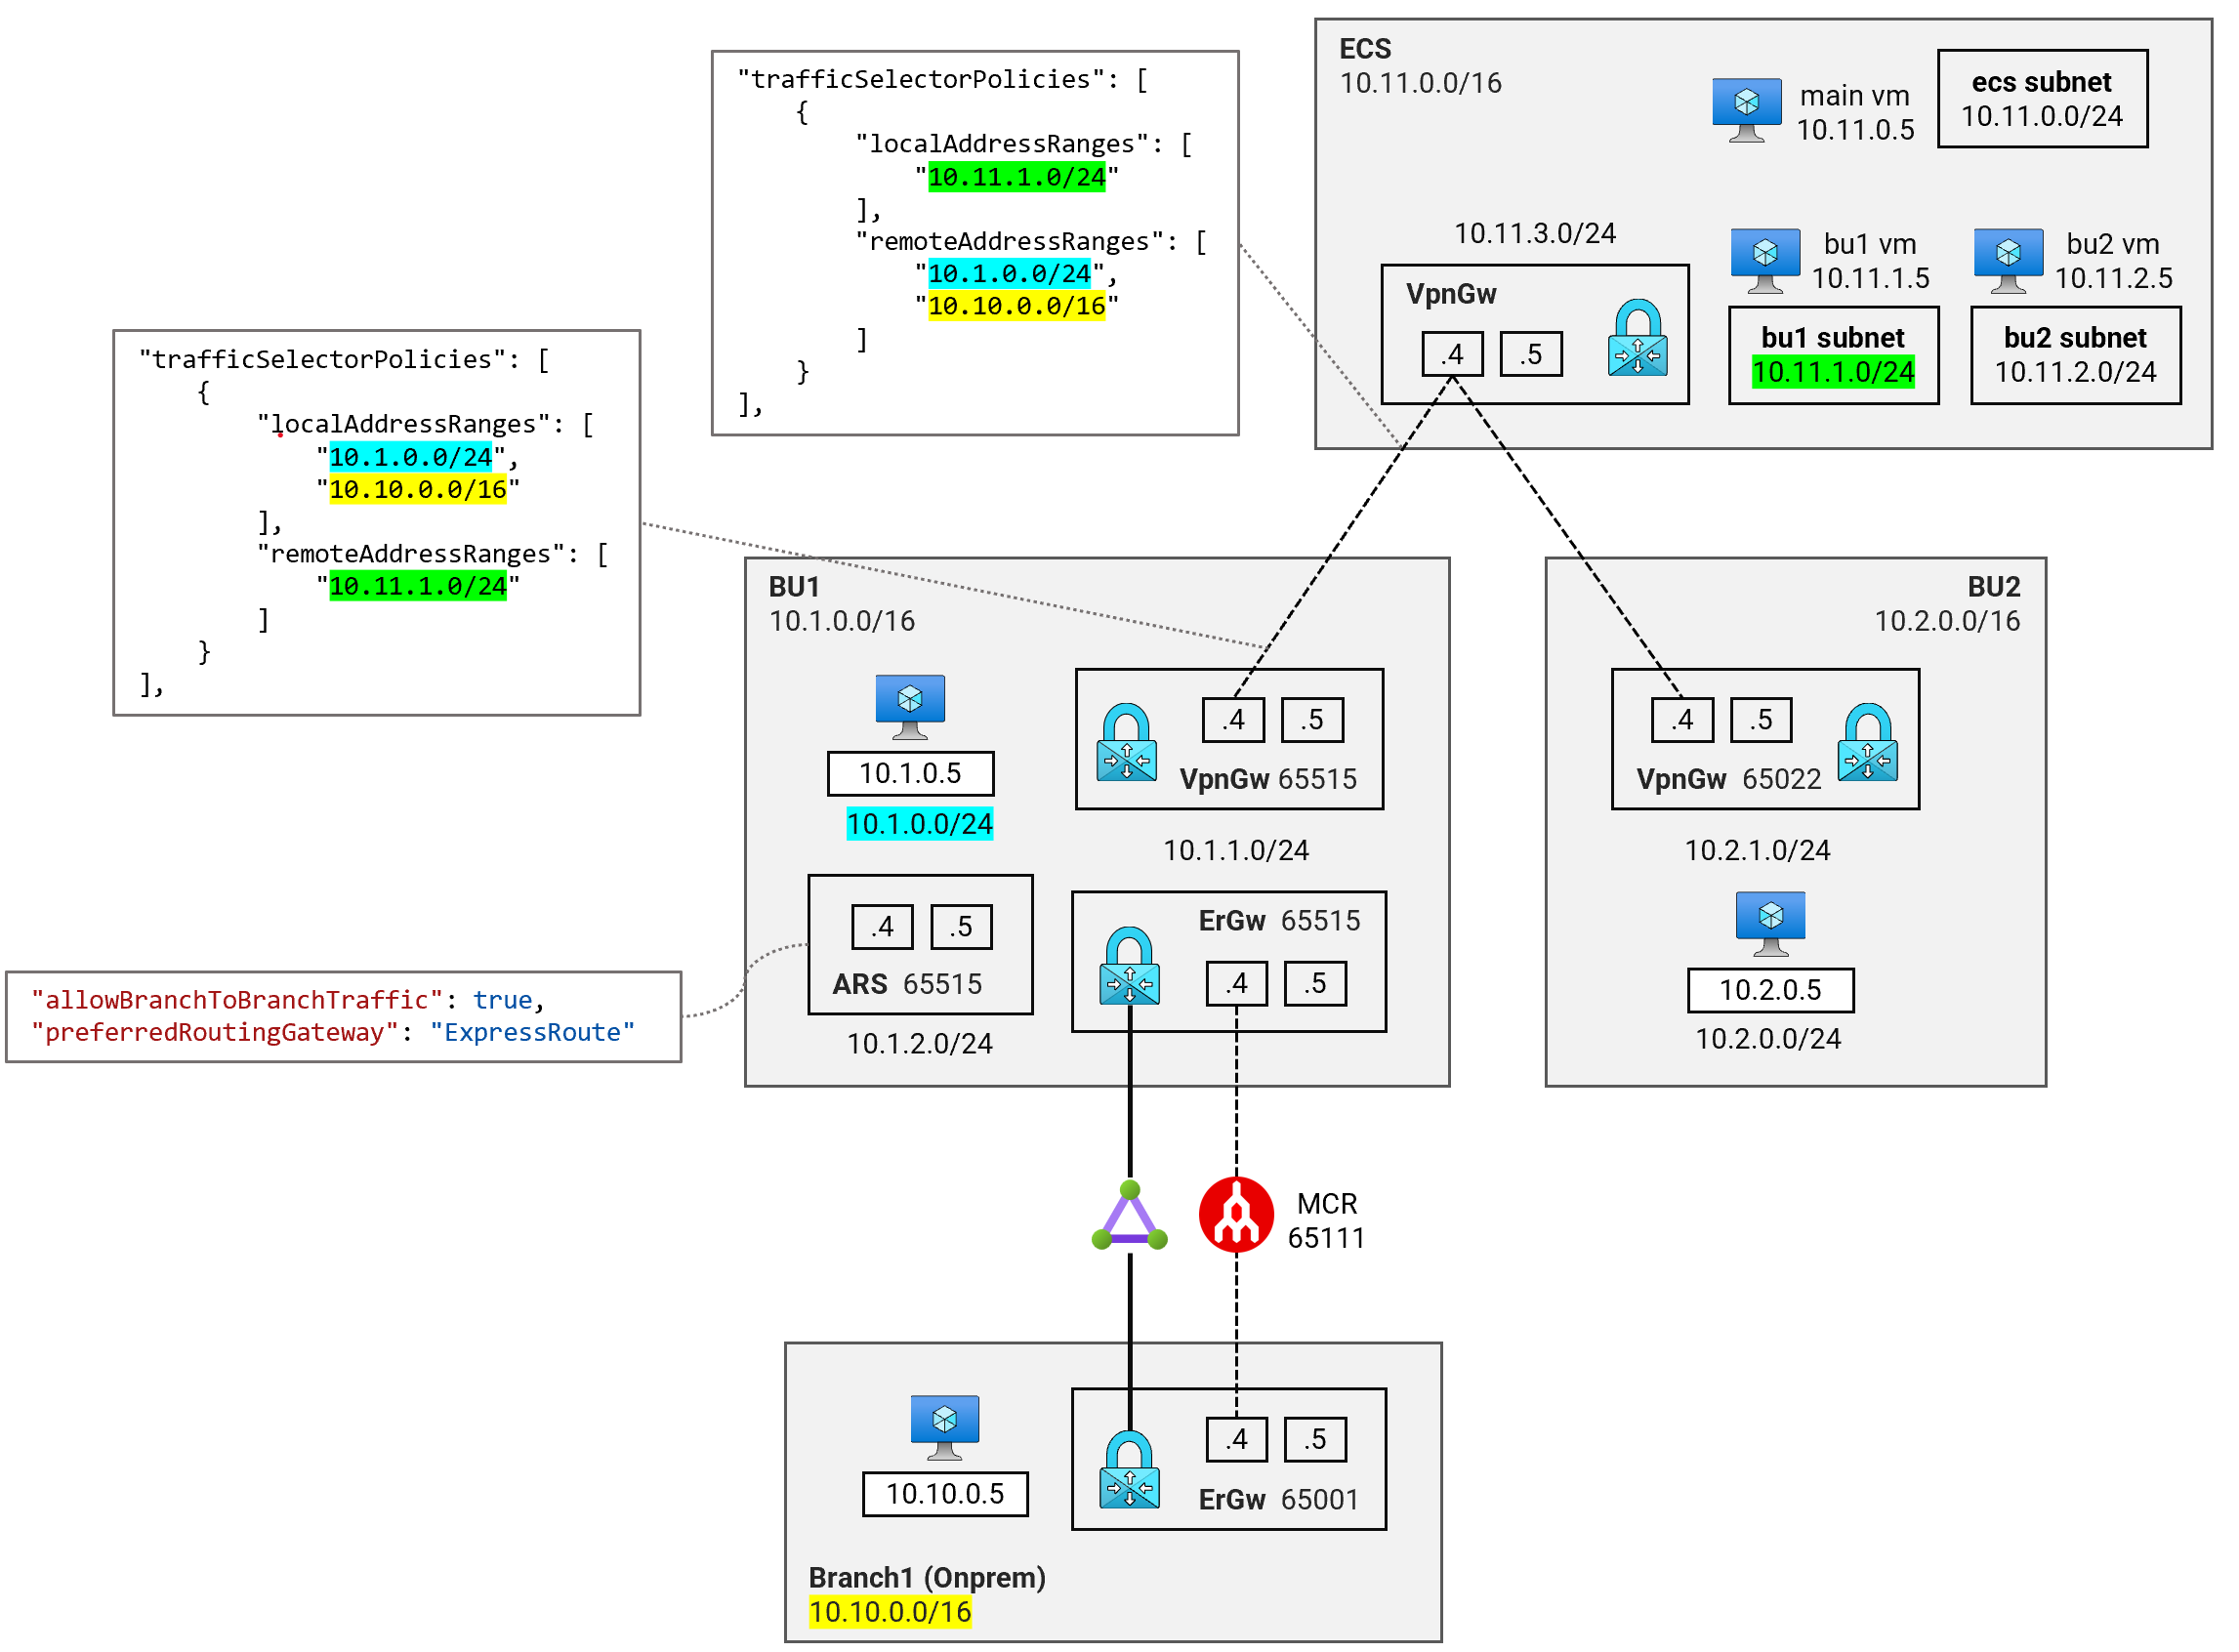 "trafficSelectorPolicies": [
{
"localAddressRanges": [
"10.11.1.0/24"
],
"remoteAddressRanges": [
"10.1.0.0/24",
"10.10.0.0/16"
]
}
],
ECS
10.11.0.0/16
main vm
10.11.0.5
ecs subnet
10.11.0.0/24
10.11.3.0/24
VpnGw
.4
.5
bu1 vm
10.11.1.5
bu1 subnet
10.11.1.0/24
bu2 vm
10.11.2.5
bu2 subnet
10.11.2.0/24
"trafficSelectorPolicies": [
{
"localAddressRanges": [
"10.1.0.0/24",
"10.10.0.0/16"
],
"remoteAddressRanges": [
"10.11.1.0/24"
]
}
],
BU1
10.1.0.0/16
10.1.0.5
10.1.0.0/24
.4
.5
VpnGw 65515
10.1.1.0/24
.4
.5
ARS 65515
10.1.2.0/24
ErGw 65515
.4
.5
BU2
10.2.0.0/16
.4
.5
VpnGw 65022
10.2.1.0/24
10.2.0.5
10.2.0.0/24
"allowBranchToBranchTraffic": true,
"preferredRoutingGateway": "ExpressRoute"
MCR
65111
10.10.0.5
.4
.5
ErGw 65001
Branch1 (Onprem)
10.10.0.0/16